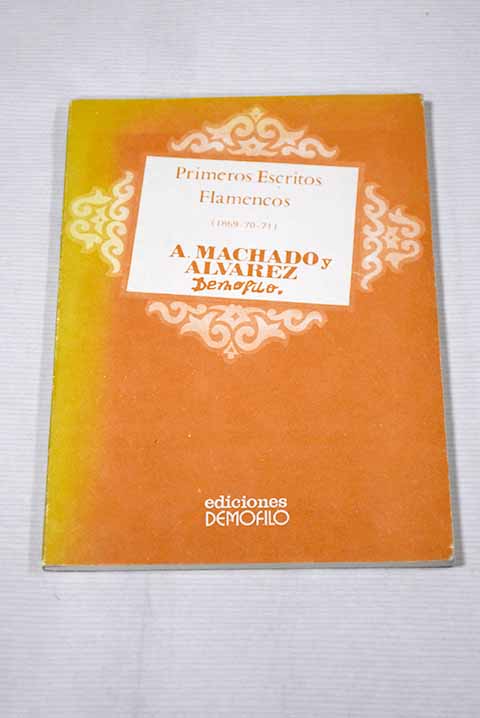 Primeros Escritos
Flamencos
(1869-70-71)
A. MACHADO y
ALVAREZ
Demofilo.
ediciones
DEMOFILO